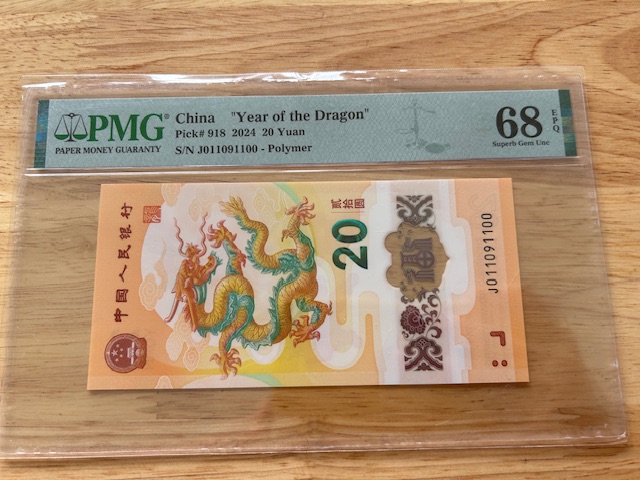 PMG
PAPER MONEY GUARANTY
China "Year of the Dragon"
Pick# 918 2024 20 Yuan
S/N J011091100 - Polymer
68 EPQ
Superb Gem Unc
中国人民银行
贰拾圆
20
J011091100